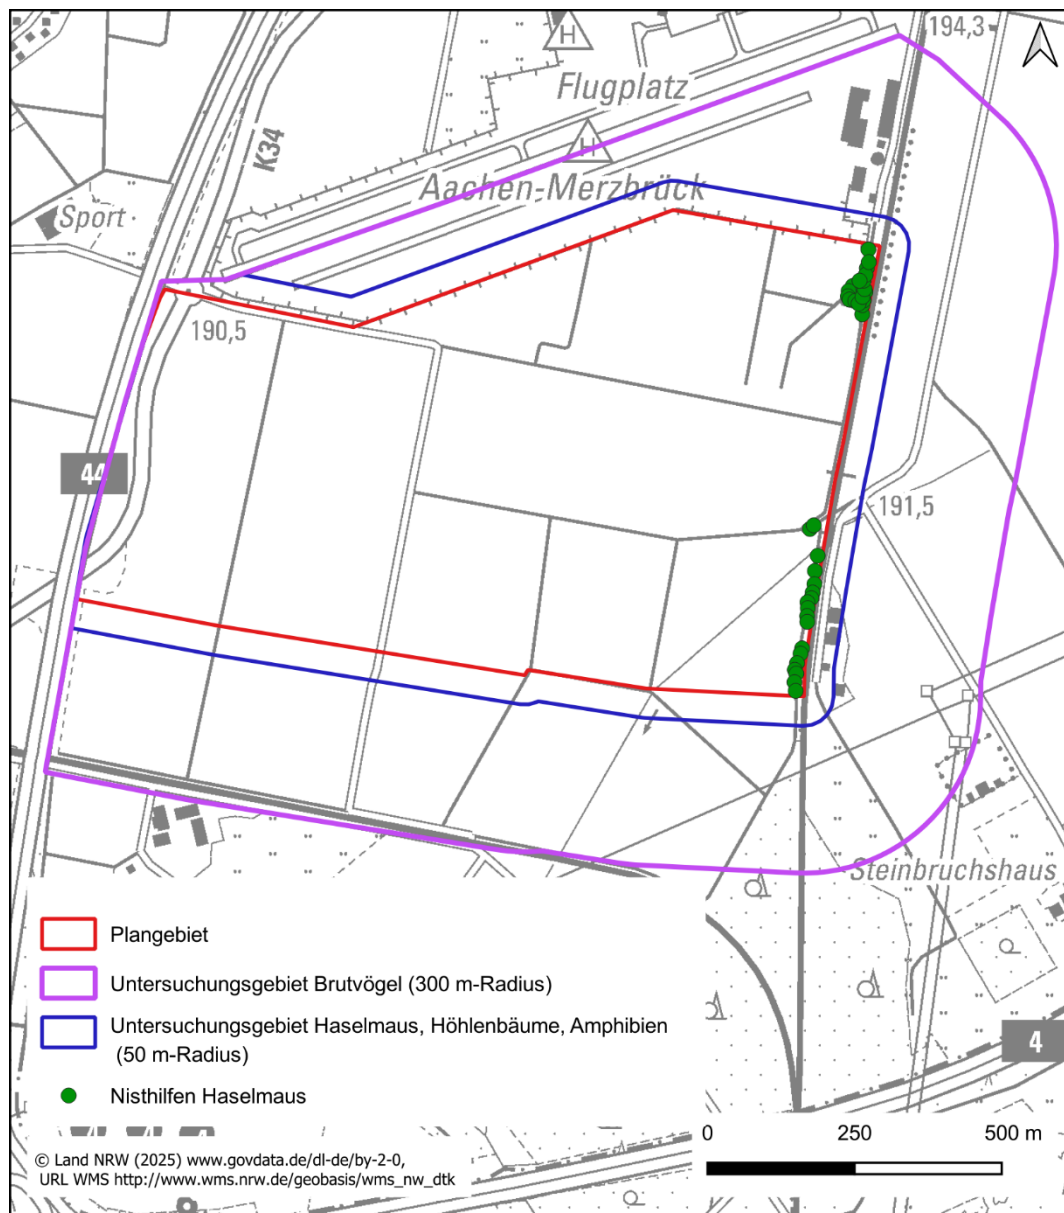 194,3
H
Flugplatz
K34
H
Aachen-Merzbrück
Sport
190,5
44
191,5
Steinbruchshaus
Plangebiet
Untersuchungsgebiet Brutvögel (300 m-Radius)
Untersuchungsgebiet Haselmaus, Höhlenbäume, Amphibien
(50 m-Radius)
4
Nisthilfen Haselmaus
0 250 500 m
© Land NRW (2025) www.govdata.de/dl-de/by-2-0,
URL WMS http://www.wms.nrw.de/geobasis/wms_nw_dtk